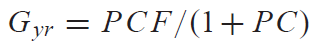 G_{yr} = PCF/(1 + PC)